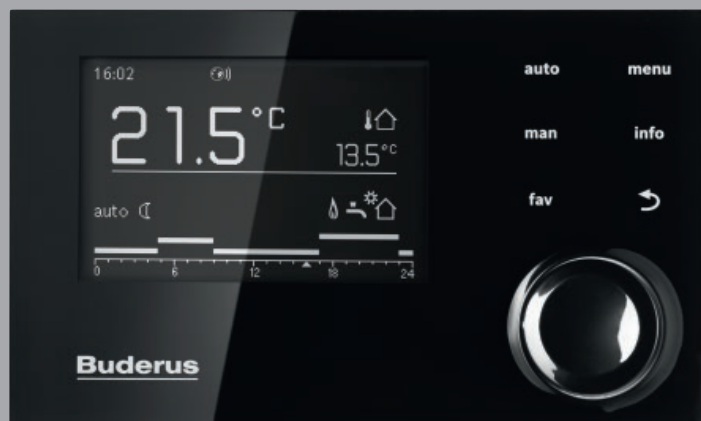 16:02
21.5°C
13.5°C
auto
0 6 12 18 24
Buderus
auto menu
man info
fav